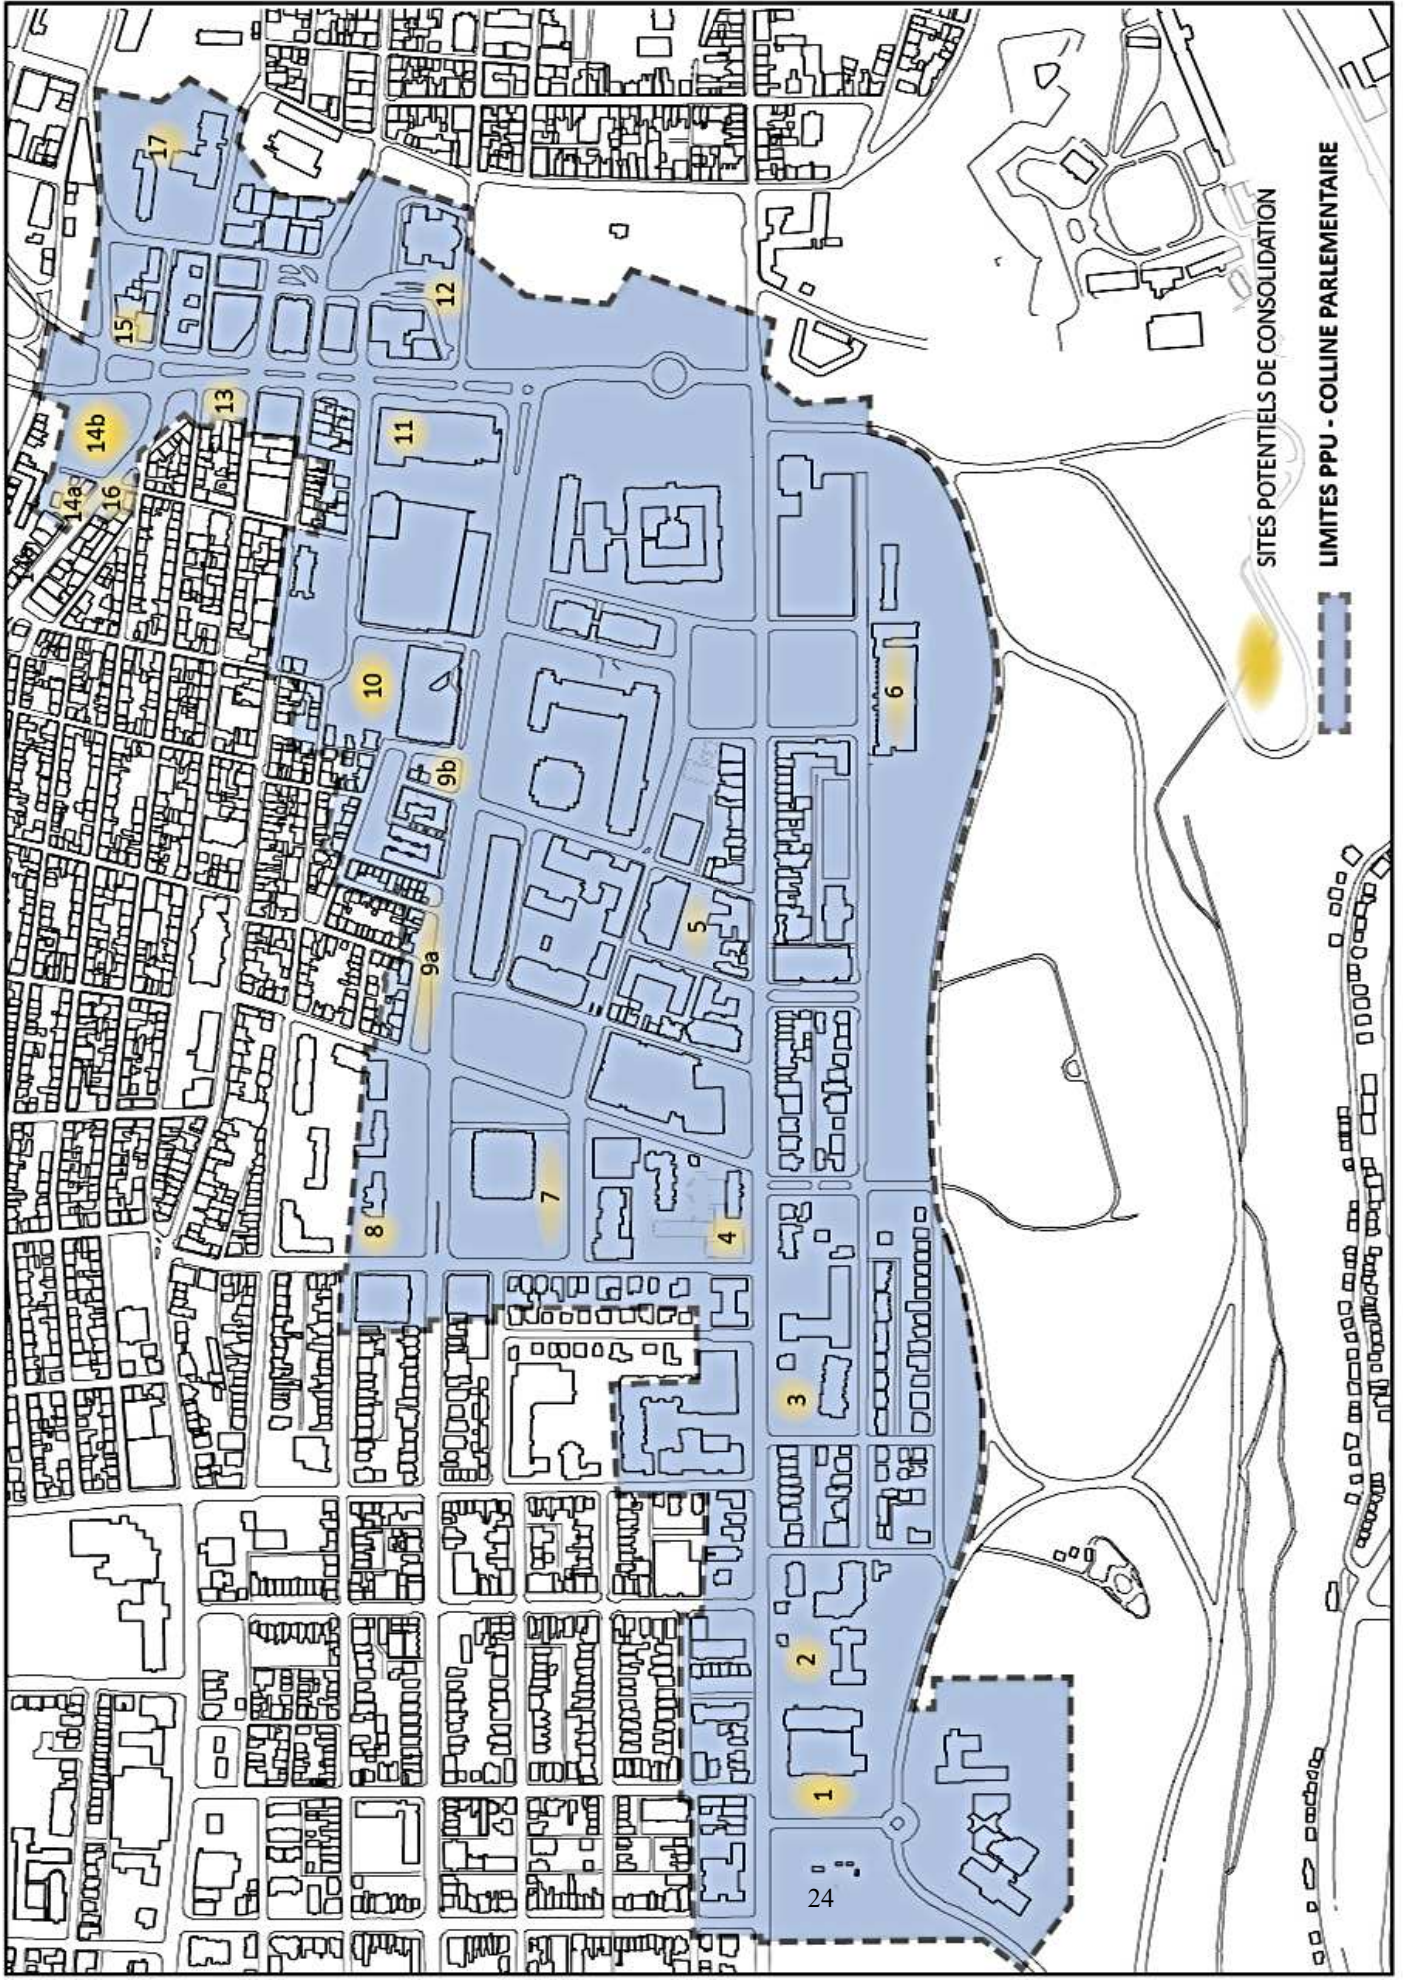 17
15
12
14b
13
14a
16
11
10
9b
6
9a
5
8
7
4
3
2
1
SITES POTENTIELS DE CONSOLIDATION
LIMITES PPU - COLLINE PARLEMENTAIRE
24